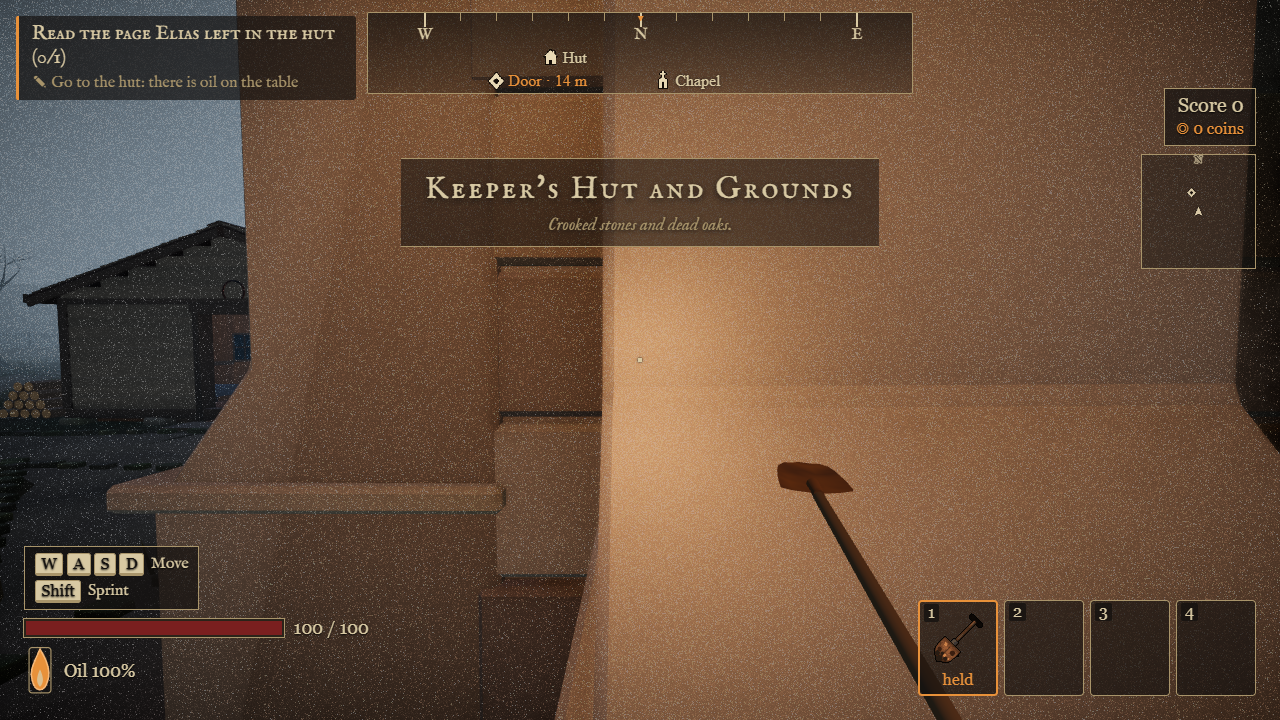 Read the page Elias left in the hut
(0/1)
Go to the hut: there is oil on the table
W N E
Hut
Door · 14 m
Chapel
Score 0
0 coins
N
Keeper's Hut and Grounds
Crooked stones and dead oaks.
W A S D Move
Shift Sprint
100 / 100
Oil 100%
1 2 3 4
held